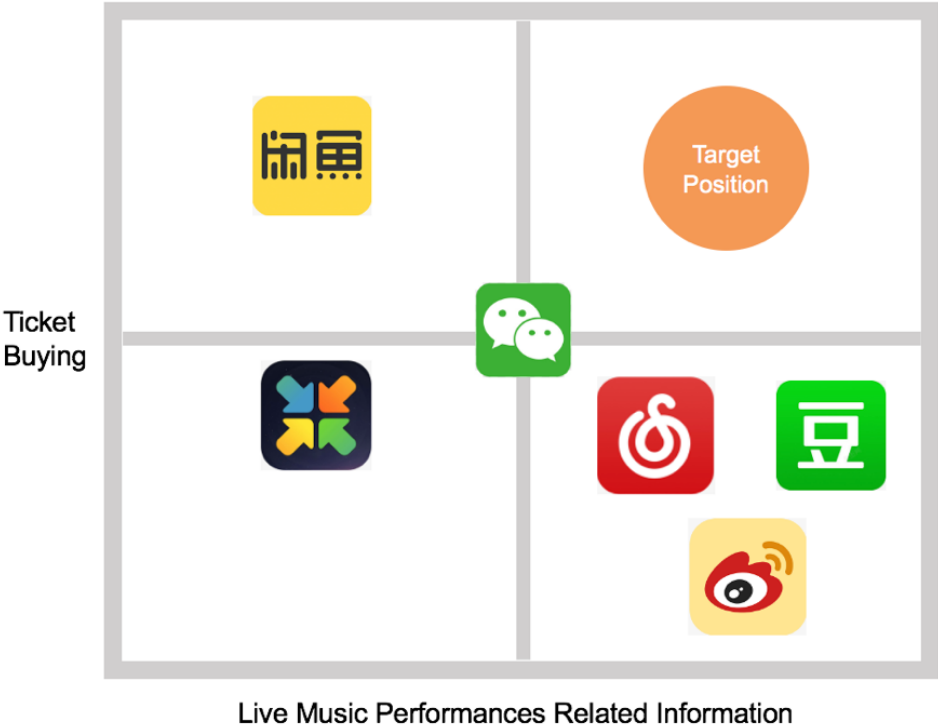 闲鱼
Target
Position
Ticket
Buying
豆
Live Music Performances Related Information